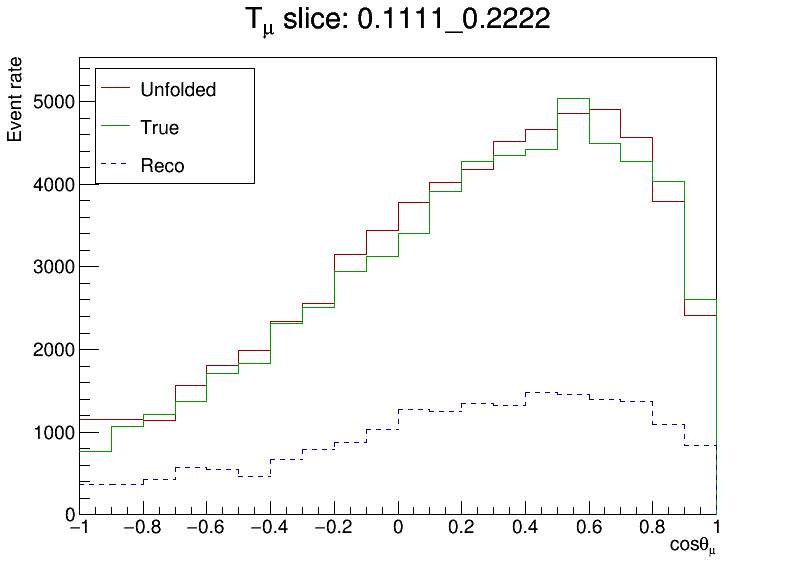 Tμ slice: 0.1111_0.2222
Event rate
Unfolded
True
Reco
5000
4000
3000
2000
1000
0
−1 −0.8 −0.6 −0.4 −0.2 0 0.2 0.4 0.6 0.8 1
cosθμ